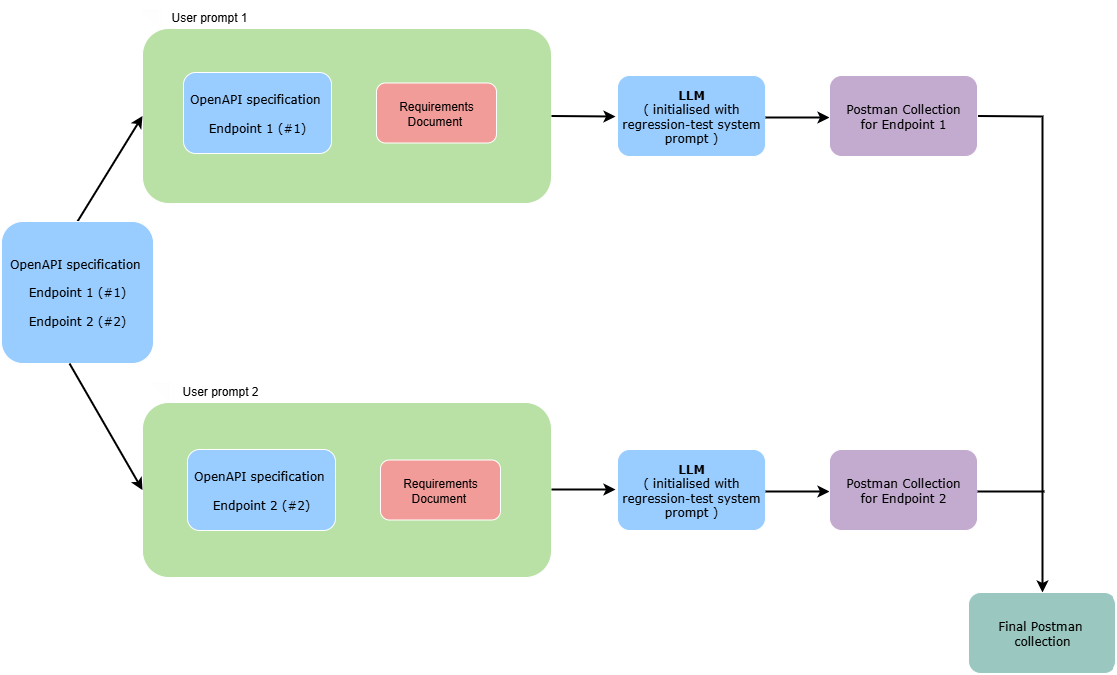 User prompt 1
OpenAPI specification
Endpoint 1 (#1)
Requirements
Document
LLM
( initialised with
regression-test system
prompt )
Postman Collection
for Endpoint 1
OpenAPI specification
Endpoint 1 (#1)
Endpoint 2 (#2)
User prompt 2
OpenAPI specification
Endpoint 2 (#2)
Requirements
Document
LLM
( initialised with
regression-test system
prompt )
Postman Collection
for Endpoint 2
Final Postman
collection